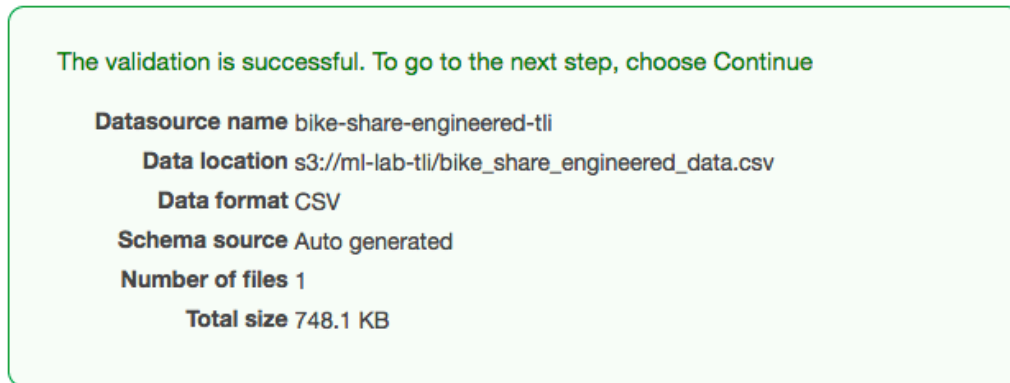 The validation is successful. To go to the next step, choose Continue
Datasource name bike-share-engineered-tli
Data location s3://ml-lab-tli/bike_share_engineered_data.csv
Data format CSV
Schema source Auto generated
Number of files 1
Total size 748.1 KB